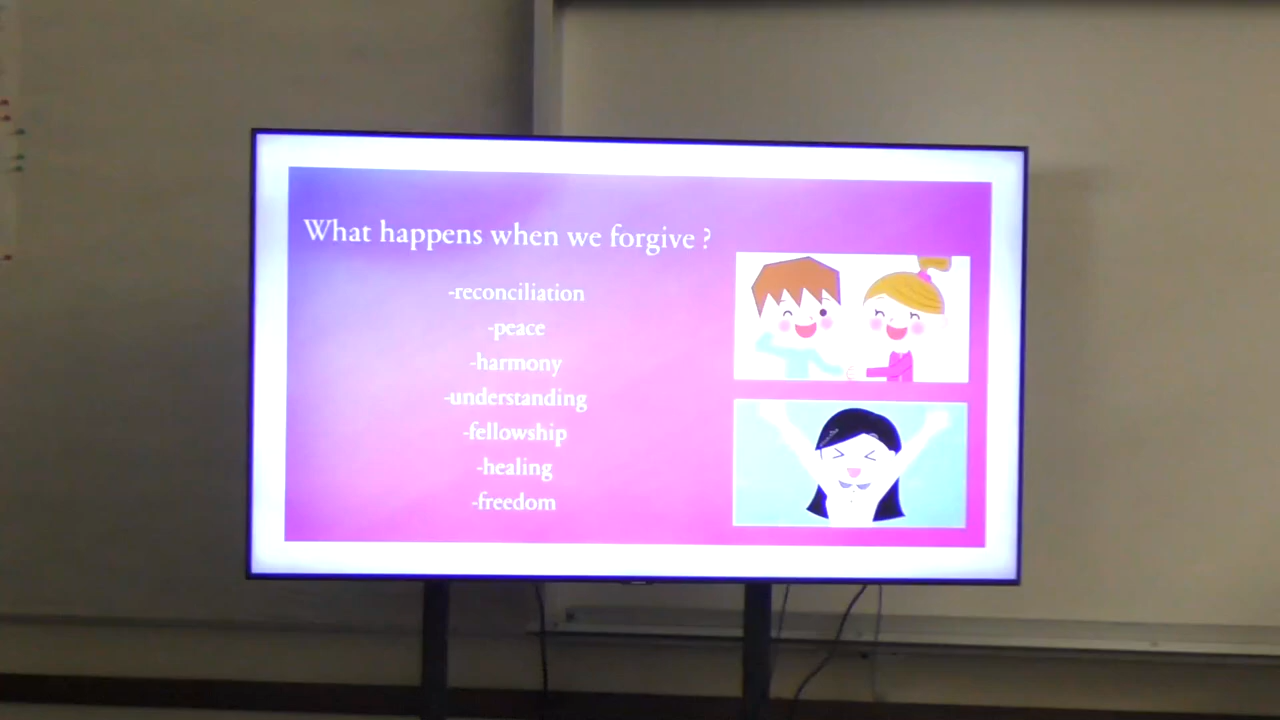 What happens when we forgive ?
-reconciliation
-peace
-harmony
-understanding
-fellowship
-healing
-freedom